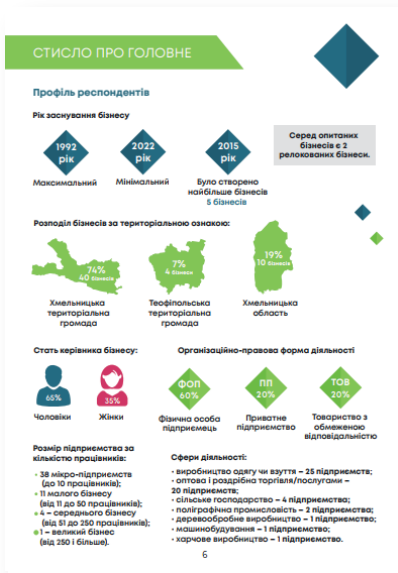 СТИСЛО ПРО ГОЛОВНЕ
Профіль респондентів
Рік заснування бізнесу
1992
рік
Максимальний
2022
рік
Мінімальний
2015
рік
Було створено
найбільше бізнесів
5 бізнесів
Серед опитаних
бізнесів є 2
релокованих бізнеси.
Розподіл бізнесів за територіальною ознакою:
74%
40 бізнесів
Хмельницька
територіальна
громада
7%
4 бізнеси
Теофіпольська
територіальна
громада
19%
10 бізнесів
Хмельницька
область
Стать керівника бізнесу:
65%
Чоловіки
35%
Жінки
Організаційно-правова форма діяльності
ФОП
60%
Фізична особа
підприємець
ПП
20%
Приватне
підприємство
ТОВ
20%
Товариство з
обмеженою
відповідальністю
Розмір підприємства за
кількістю працівників:
• 38 мікро-підприємств
(до 10 працівників);
• 11 малого бізнесу
(від 11 до 50 працівників);
• 4 – середнього бізнесу
(від 51 до 250 працівників);
• 1 – великий бізнес
(від 250 і більше).
Сфери діяльності:
• виробництво одягу чи взуття – 25 підприємств;
• оптова і роздрібна торгівля/послугами –
20 підприємств;
• сільське господарство – 4 підприємства;
• поліграфічна промисловість – 2 підприємства;
• деревообробне виробництво – 1 підприємство;
• машинобудування – 1 підприємство;
• харчове виробництво – 1 підприємство.
6